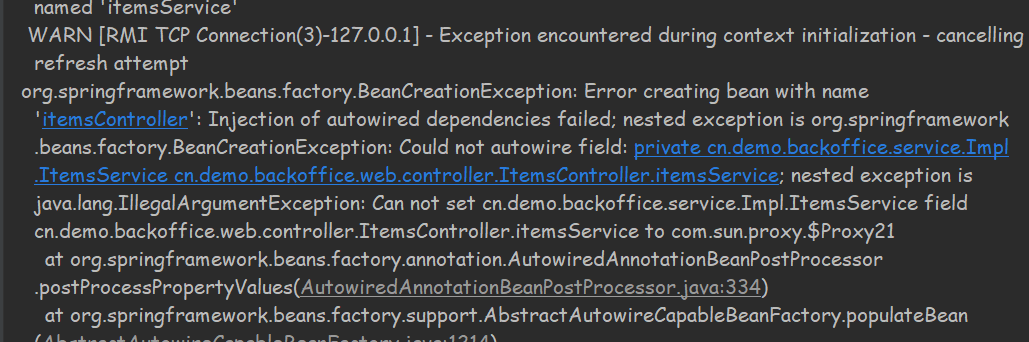 named 'itemsService'
WARN [RMI TCP Connection(3)-127.0.0.1] - Exception encountered during context initialization - cancelling
refresh attempt
org.springframework.beans.factory.BeanCreationException: Error creating bean with name
'itemsController': Injection of autowired dependencies failed; nested exception is org.springframework
.beans.factory.BeanCreationException: Could not autowire field: private cn.demo.backoffice.service.Impl
.ItemsService cn.demo.backoffice.web.controller.ItemsController.itemsService; nested exception is
java.lang.IllegalArgumentException: Can not set cn.demo.backoffice.service.Impl.ItemsService field
cn.demo.backoffice.web.controller.ItemsController.itemsService to com.sun.proxy.$Proxy21
at org.springframework.beans.factory.annotation.AutowiredAnnotationBeanPostProcessor
.postProcessPropertyValues(AutowiredAnnotationBeanPostProcessor.java:334)
at org.springframework.beans.factory.support.AbstractAutowireCapableBeanFactory.populateBean
(AbstractAutowireCapableBeanFactory.java:1214)